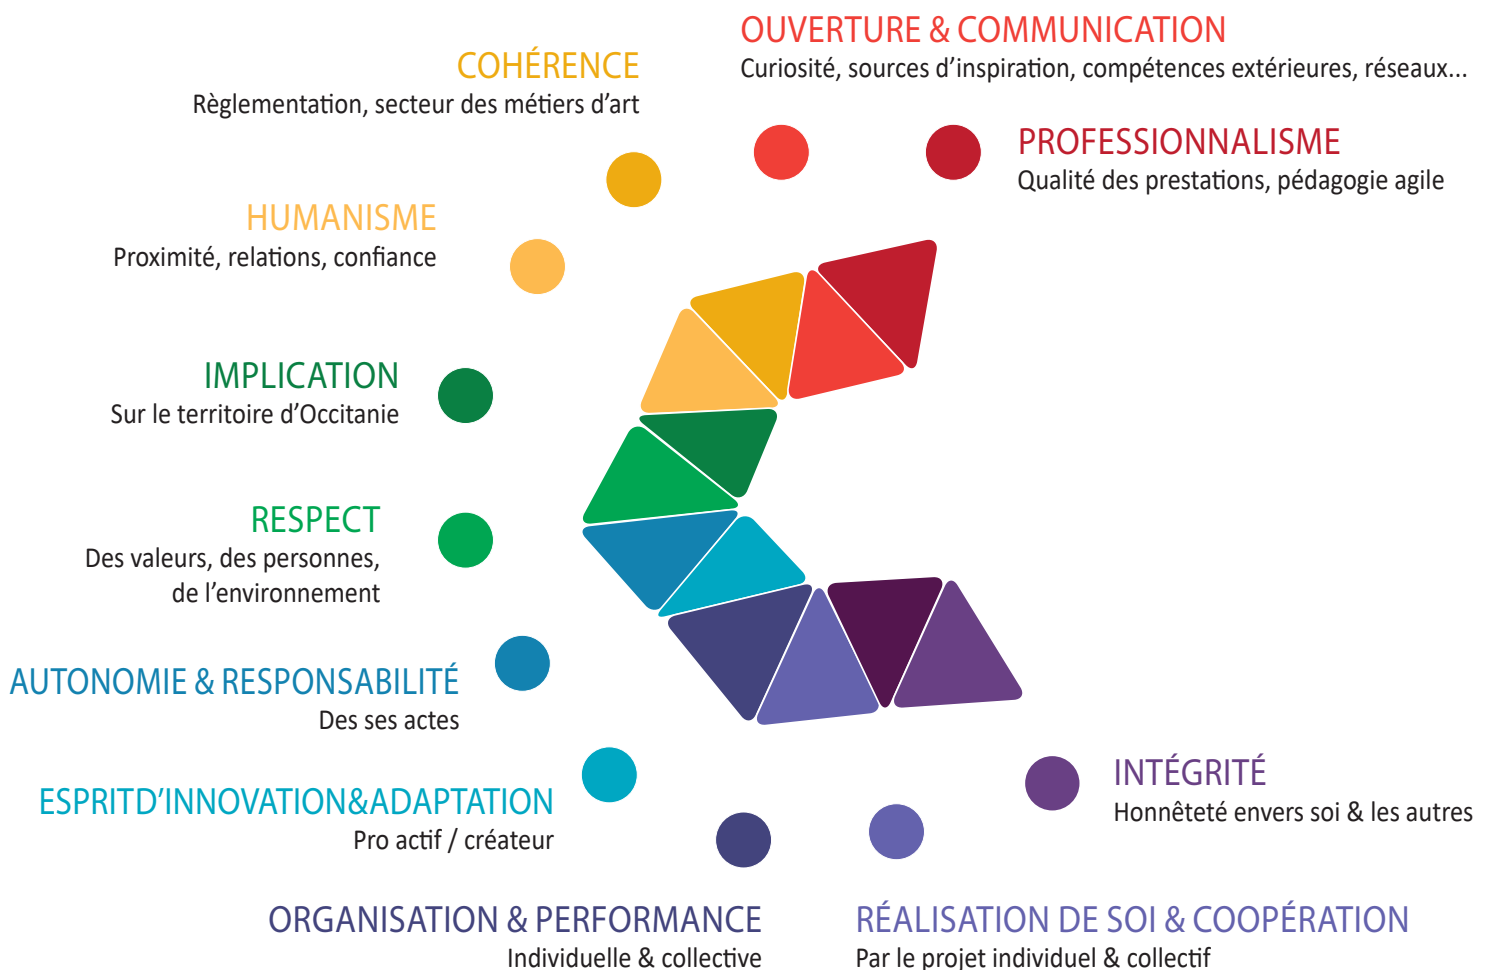 OUVERTURE & COMMUNICATION
Curiosité, sources d’inspiration, compétences extérieures, réseaux...
COHÉRENCE
Règlementation, secteur des métiers d’art
PROFESSIONNALISME
Qualité des prestations, pédagogie agile
HUMANISME
Proximité, relations, confiance
IMPLICATION
Sur le territoire d’Occitanie
RESPECT
Des valeurs, des personnes,
de l’environnement
AUTONOMIE & RESPONSABILITÉ
Des ses actes
ESPRITD’INNOVATION&ADAPTATION
Pro actif / créateur
INTÉGRITÉ
Honnêteté envers soi & les autres
ORGANISATION & PERFORMANCE
Individuelle & collective
RÉALISATION DE SOI & COOPÉRATION
Par le projet individuel & collectif